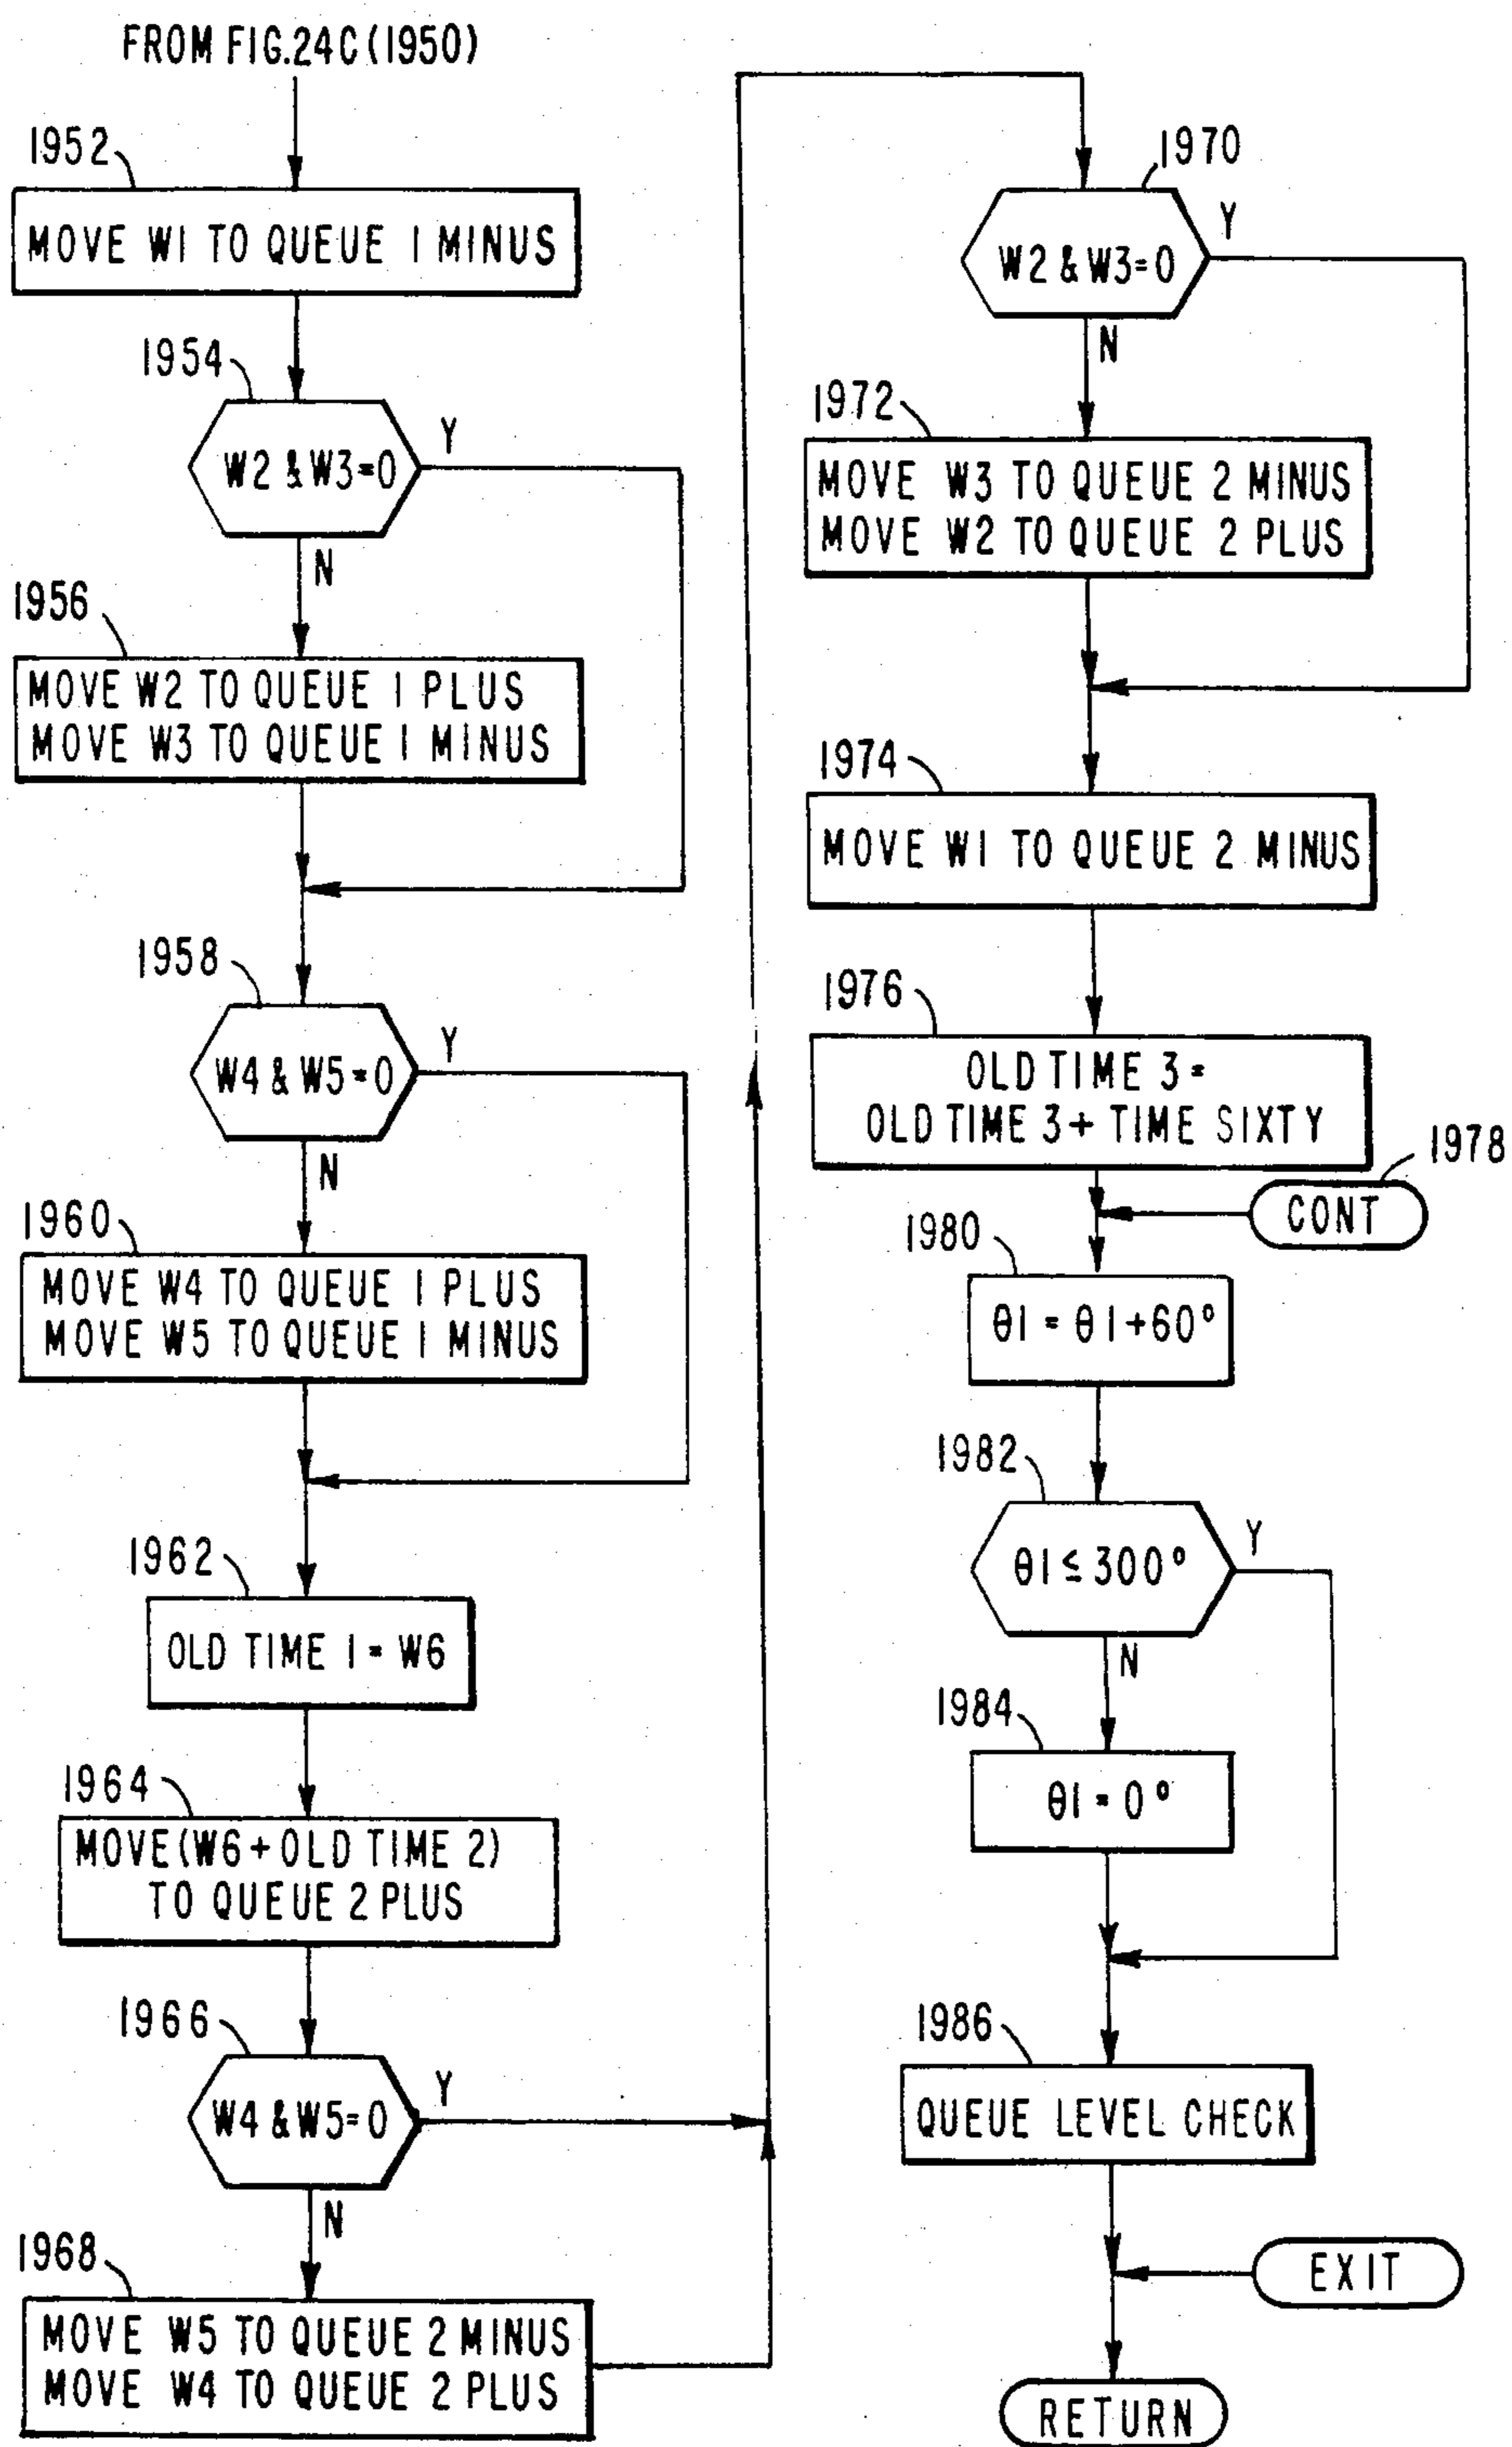 FROM FIG.24C(1950)
1952
MOVE W1 TO QUEUE 1 MINUS
1954
W2 & W3=0
Y
N
1956
MOVE W2 TO QUEUE 1 PLUS
MOVE W3 TO QUEUE 1 MINUS
1958
W4 & W5=0
Y
N
1960
MOVE W4 TO QUEUE 1 PLUS
MOVE W5 TO QUEUE 1 MINUS
1962
OLD TIME 1 = W6
1964
MOVE(W6+OLD TIME 2)
TO QUEUE 2 PLUS
1966
W4 & W5=0
Y
N
1968
MOVE W5 TO QUEUE 2 MINUS
MOVE W4 TO QUEUE 2 PLUS
1970
W2 & W3=0
Y
N
1972
MOVE W3 TO QUEUE 2 MINUS
MOVE W2 TO QUEUE 2 PLUS
1974
MOVE W1 TO QUEUE 2 MINUS
1976
OLD TIME 3 =
OLD TIME 3+ TIME SIXTY
1978
CONT
1980
θ1 = θ1+60°
1982
θ1 ≤ 300°
Y
N
1984
θ1 = 0°
1986
QUEUE LEVEL CHECK
EXIT
RETURN